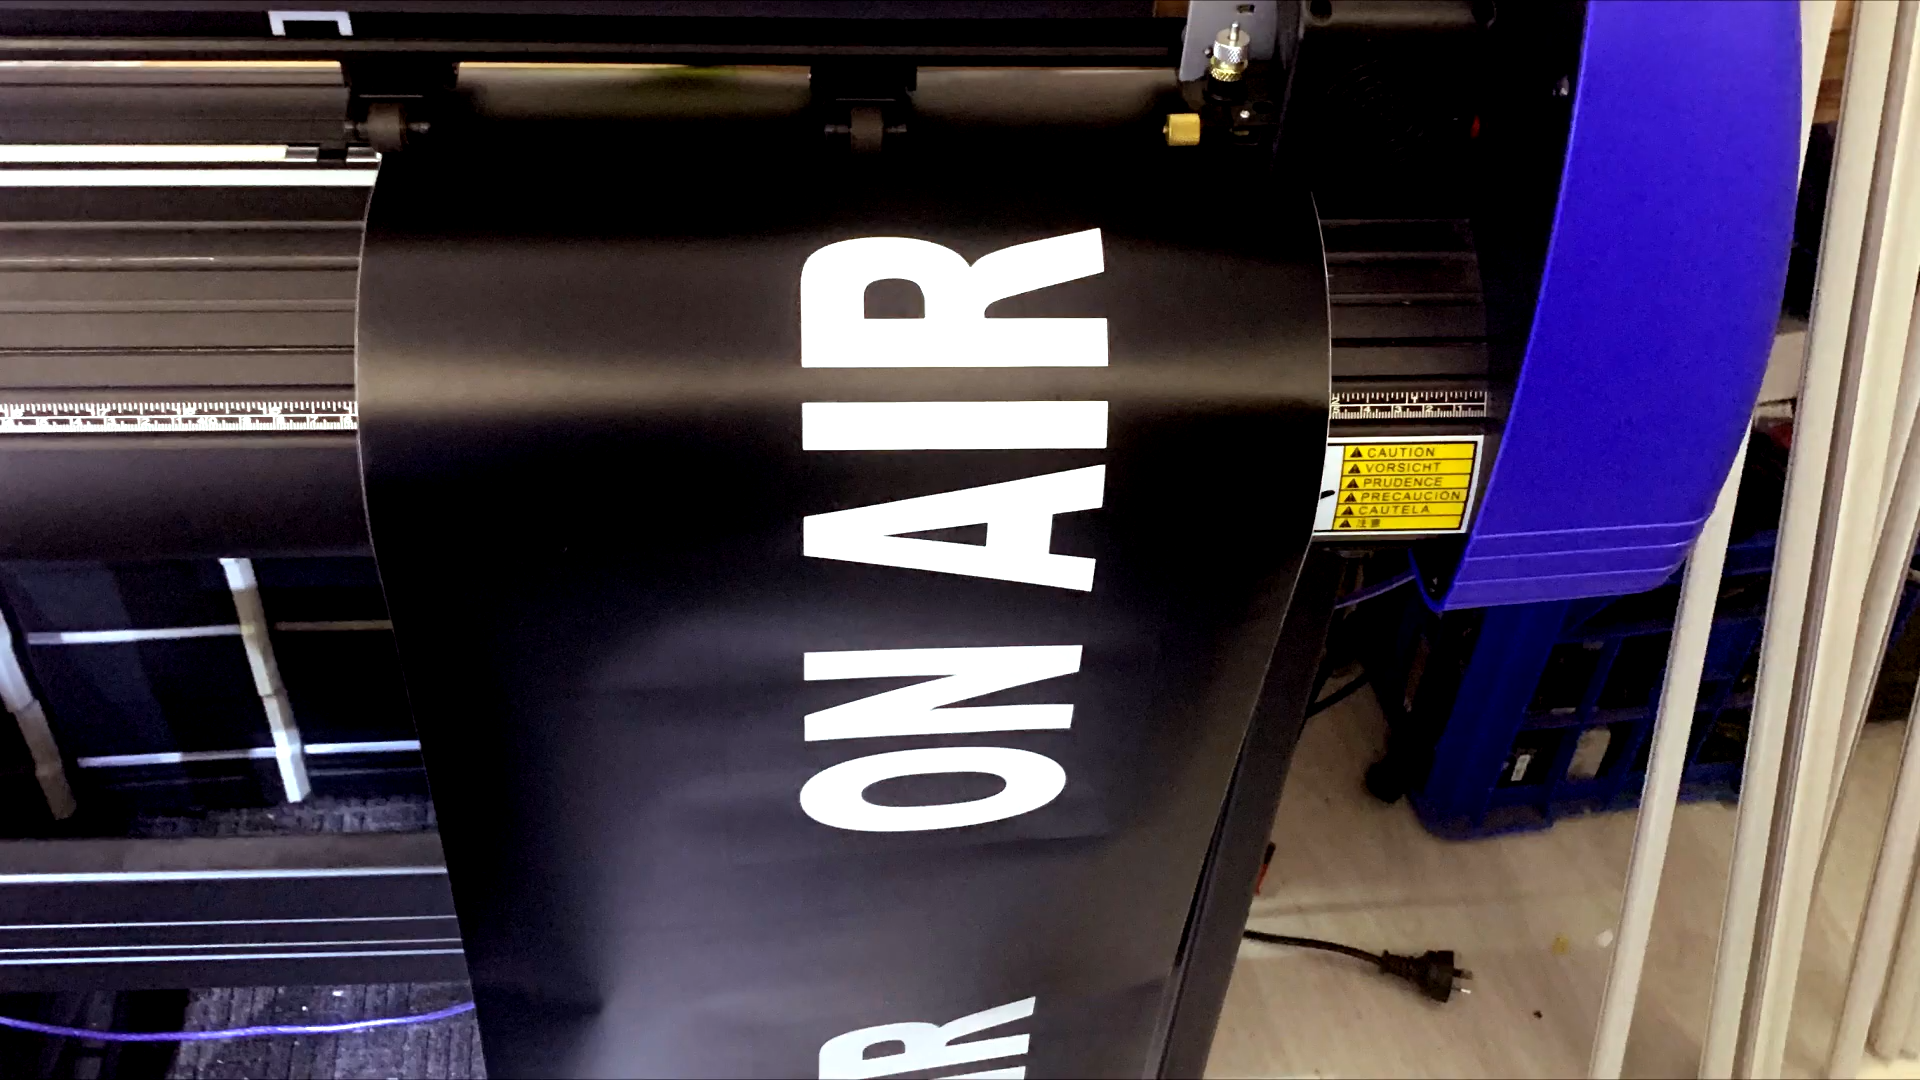 ON AIR
CAUTION
VORSICHT
PRUDENCE
PRECAUCION
CAUTELA
注意